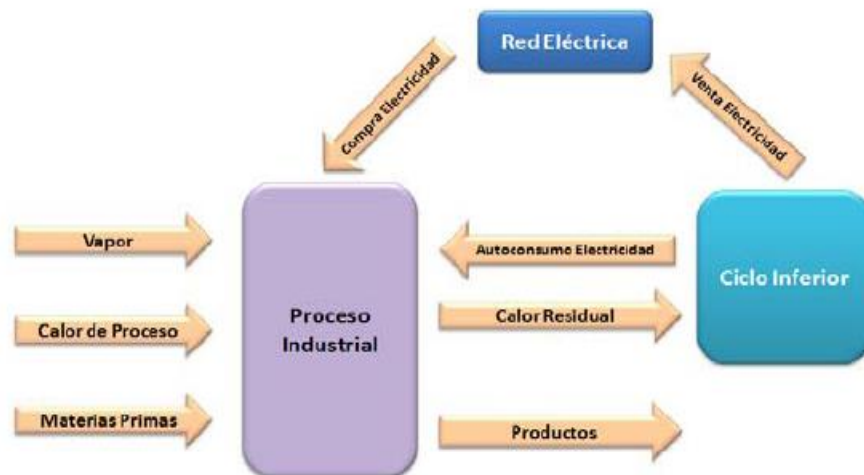 Red Eléctrica
Compra Electricidad
Venta Electricidad
Vapor
Autoconsumo Electricidad
Ciclo Inferior
Calor de Proceso
Proceso
Industrial
Calor Residual
Materias Primas
Productos